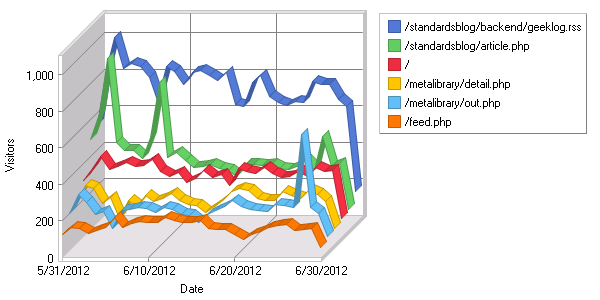 /standardsblog/backend/geeklog.rss
/standardsblog/article.php
/
/metalibrary/detail.php
/metalibrary/out.php
/feed.php
1,000
800
600
400
200
0
Visitors
5/31/2012 6/10/2012 6/20/2012 6/30/2012
Date